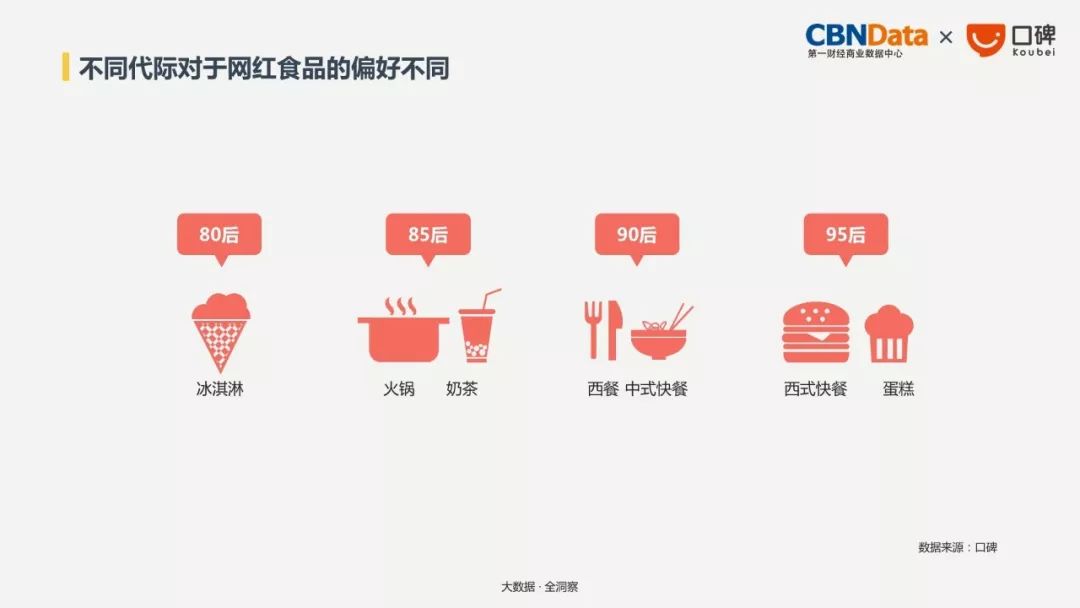 CBNData × 口碑
第一财经商业数据中心 Koubei
不同代际对于网红食品的偏好不同
80后 85后 90后 95后
冰淇淋 火锅 奶茶 西餐 中式快餐 西式快餐 蛋糕
数据来源：口碑
大数据·全洞察